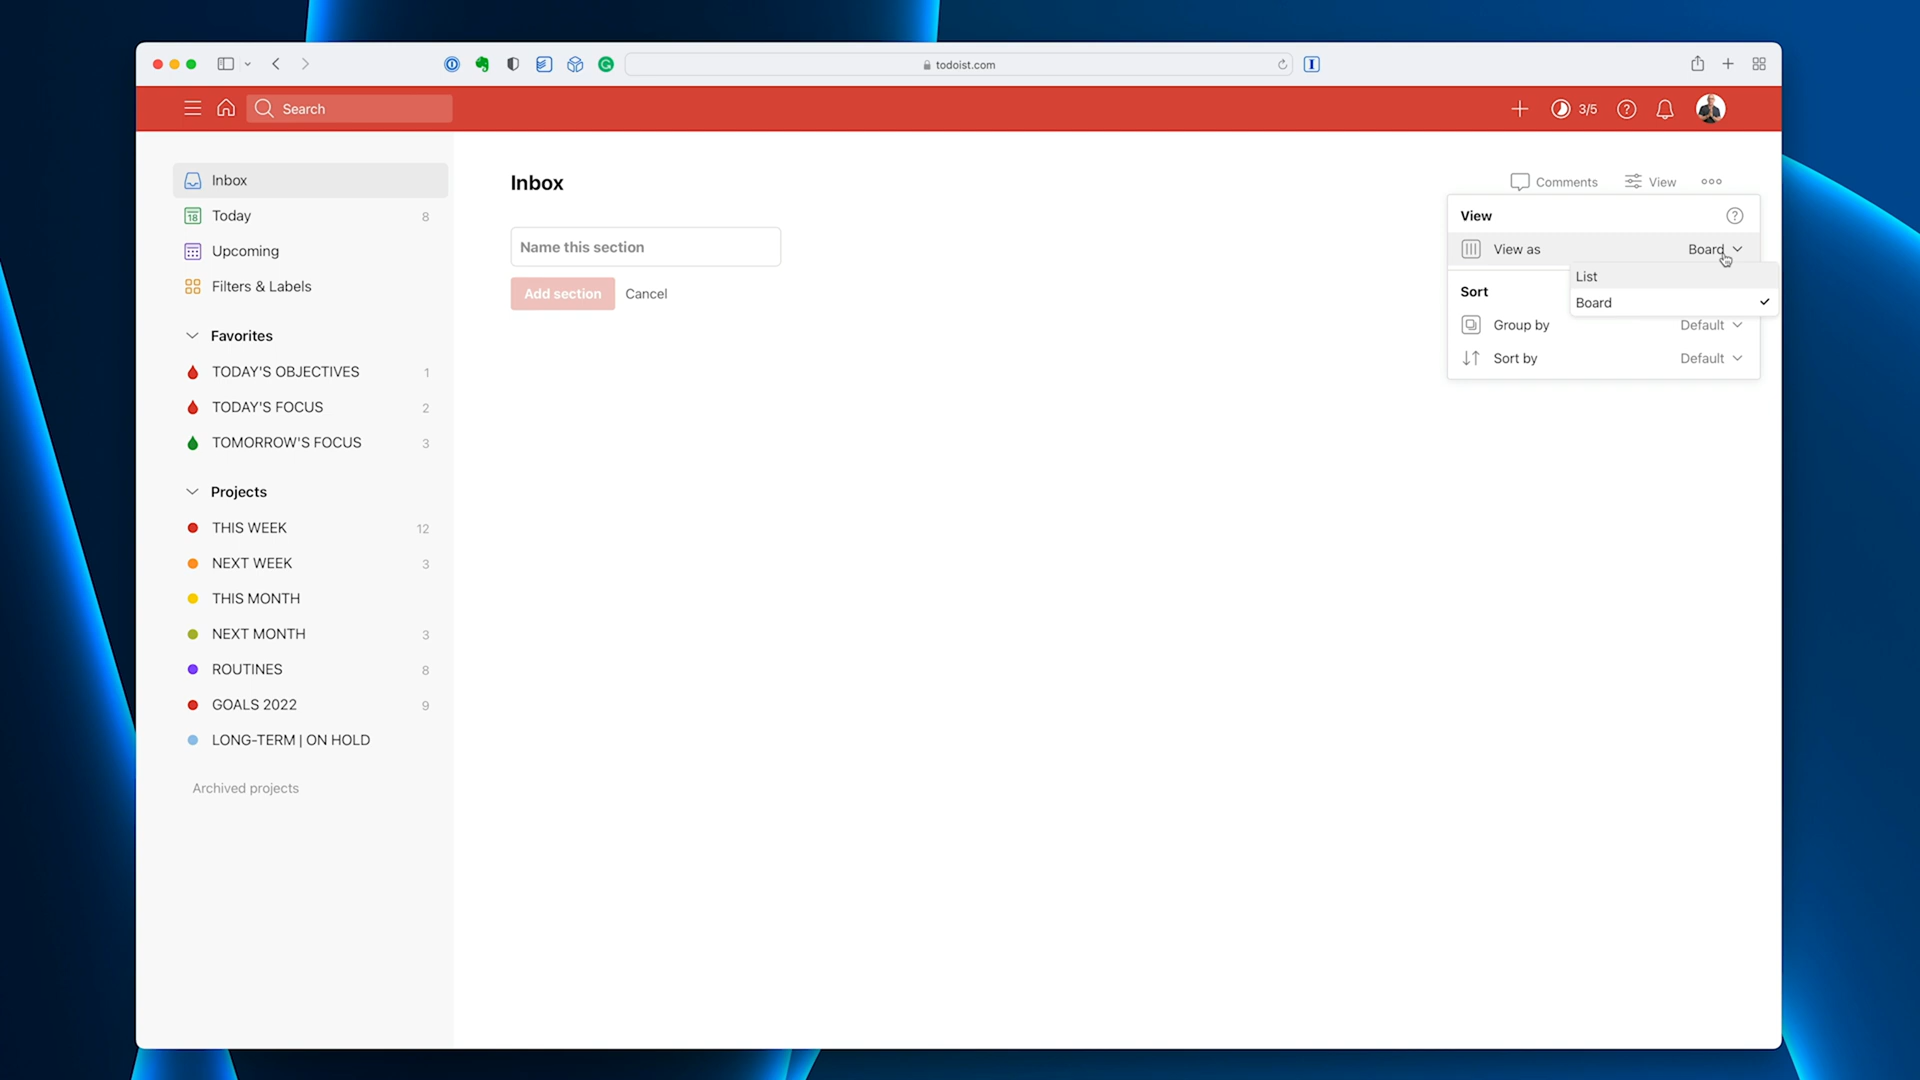 todoist.com
Search
3/5
Inbox
Today 8
18
Upcoming
Filters & Labels
Favorites
TODAY'S OBJECTIVES 1
TODAY'S FOCUS 2
TOMORROW'S FOCUS 3
Projects
THIS WEEK 12
NEXT WEEK 3
THIS MONTH
NEXT MONTH 3
ROUTINES 8
GOALS 2022 9
LONG-TERM | ON HOLD
Archived projects
Inbox
Comments
View
Name this section
Add section
Cancel
View
View as Board
List
Board
Sort
Group by Default
Sort by Default